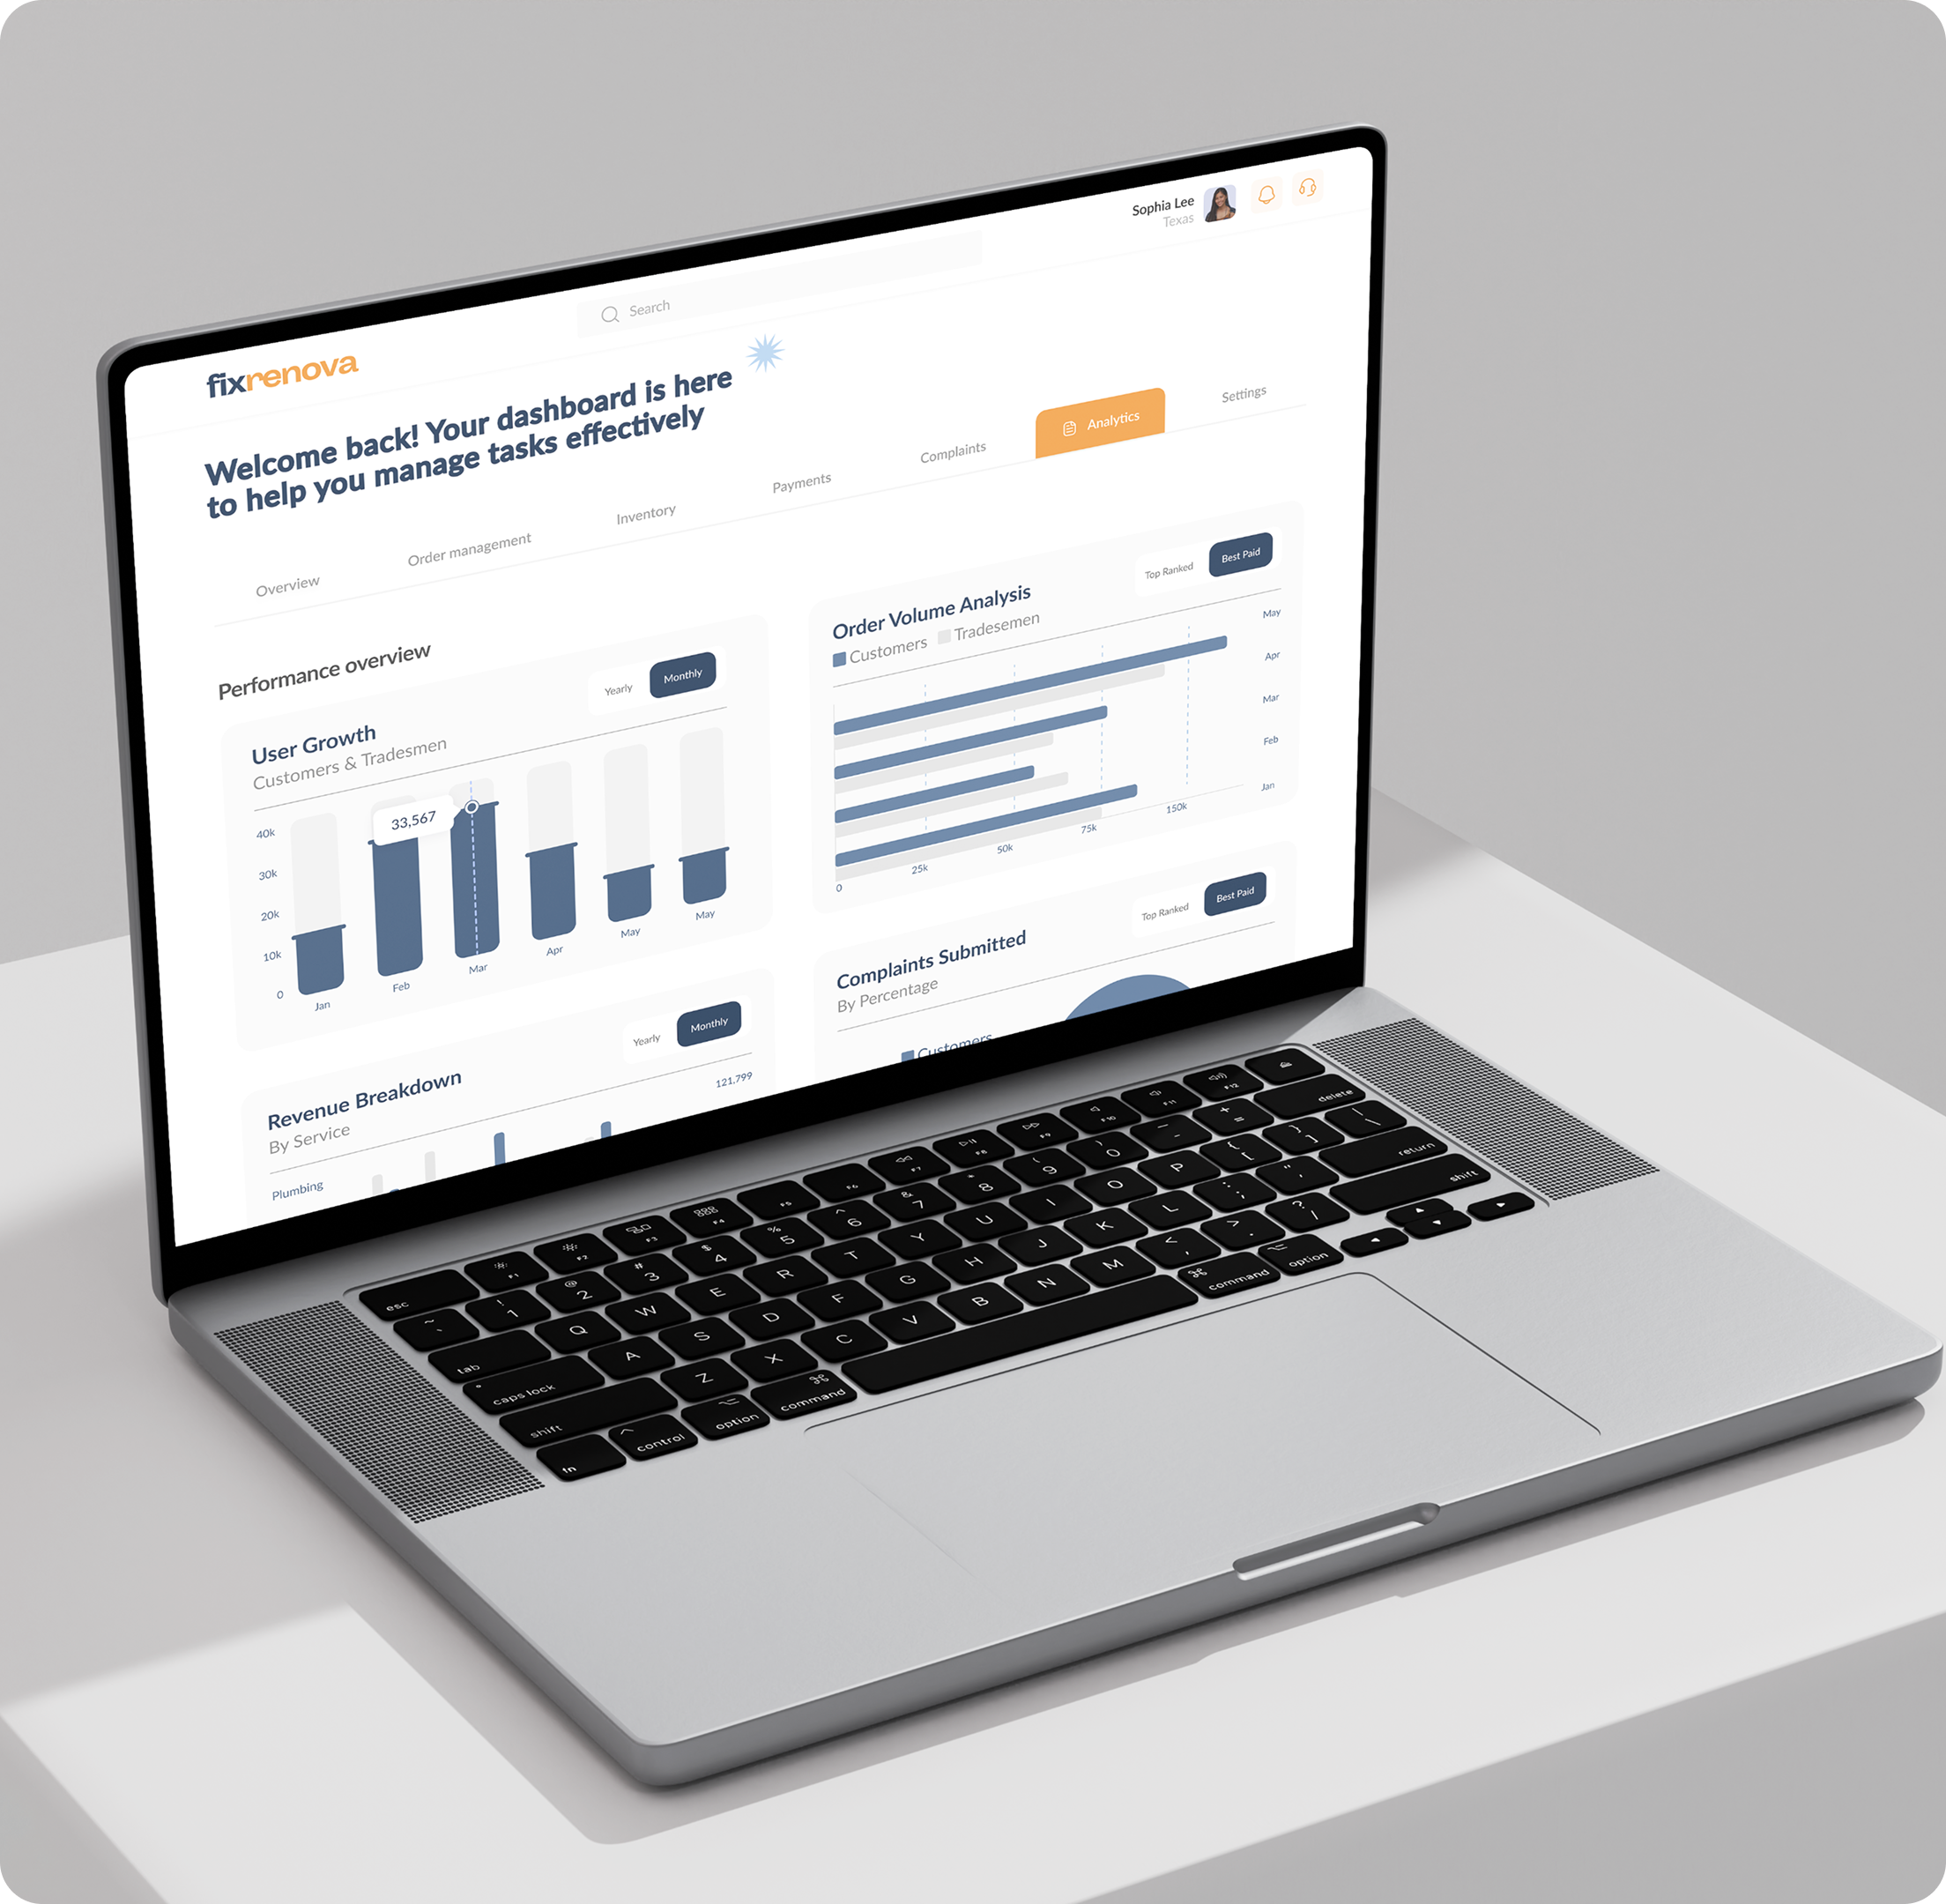 Sophia Lee
Texas
Search
fixrenova
Welcome back! Your dashboard is here
to help you manage tasks effectively
Overview
Order management
Inventory
Payments
Complaints
Analytics
Settings
Performance overview
User Growth
Customers & Tradesmen
Yearly
Monthly
40k
30k
20k
10k
0
33,567
Jan
Feb
Mar
Apr
May
May
Order Volume Analysis
Customers
Tradesemen
Top Ranked
Best Paid
May
Apr
Mar
Feb
Jan
0
25k
50k
75k
150k
Revenue Breakdown
By Service
Yearly
Monthly
121,799
Plumbing
Complaints Submitted
By Percentage
Top Ranked
Best Paid
Customers
esc
F1
F2
F3
F4
F5
F6
F7
F8
F9
F10
F11
F12
~ `
! 1
@ 2
# 3
$ 4
% 5
^ 6
& 7
* 8
( 9
) 0
— -
+ =
delete
tab
Q
W
E
R
T
Y
U
I
O
P
{ [
} ]
| \
caps lock
A
S
D
F
G
H
J
K
L
: ;
" '
return
shift
Z
X
C
V
B
N
M
< ,
> .
? /
shift
fn
control
option
command
command
option